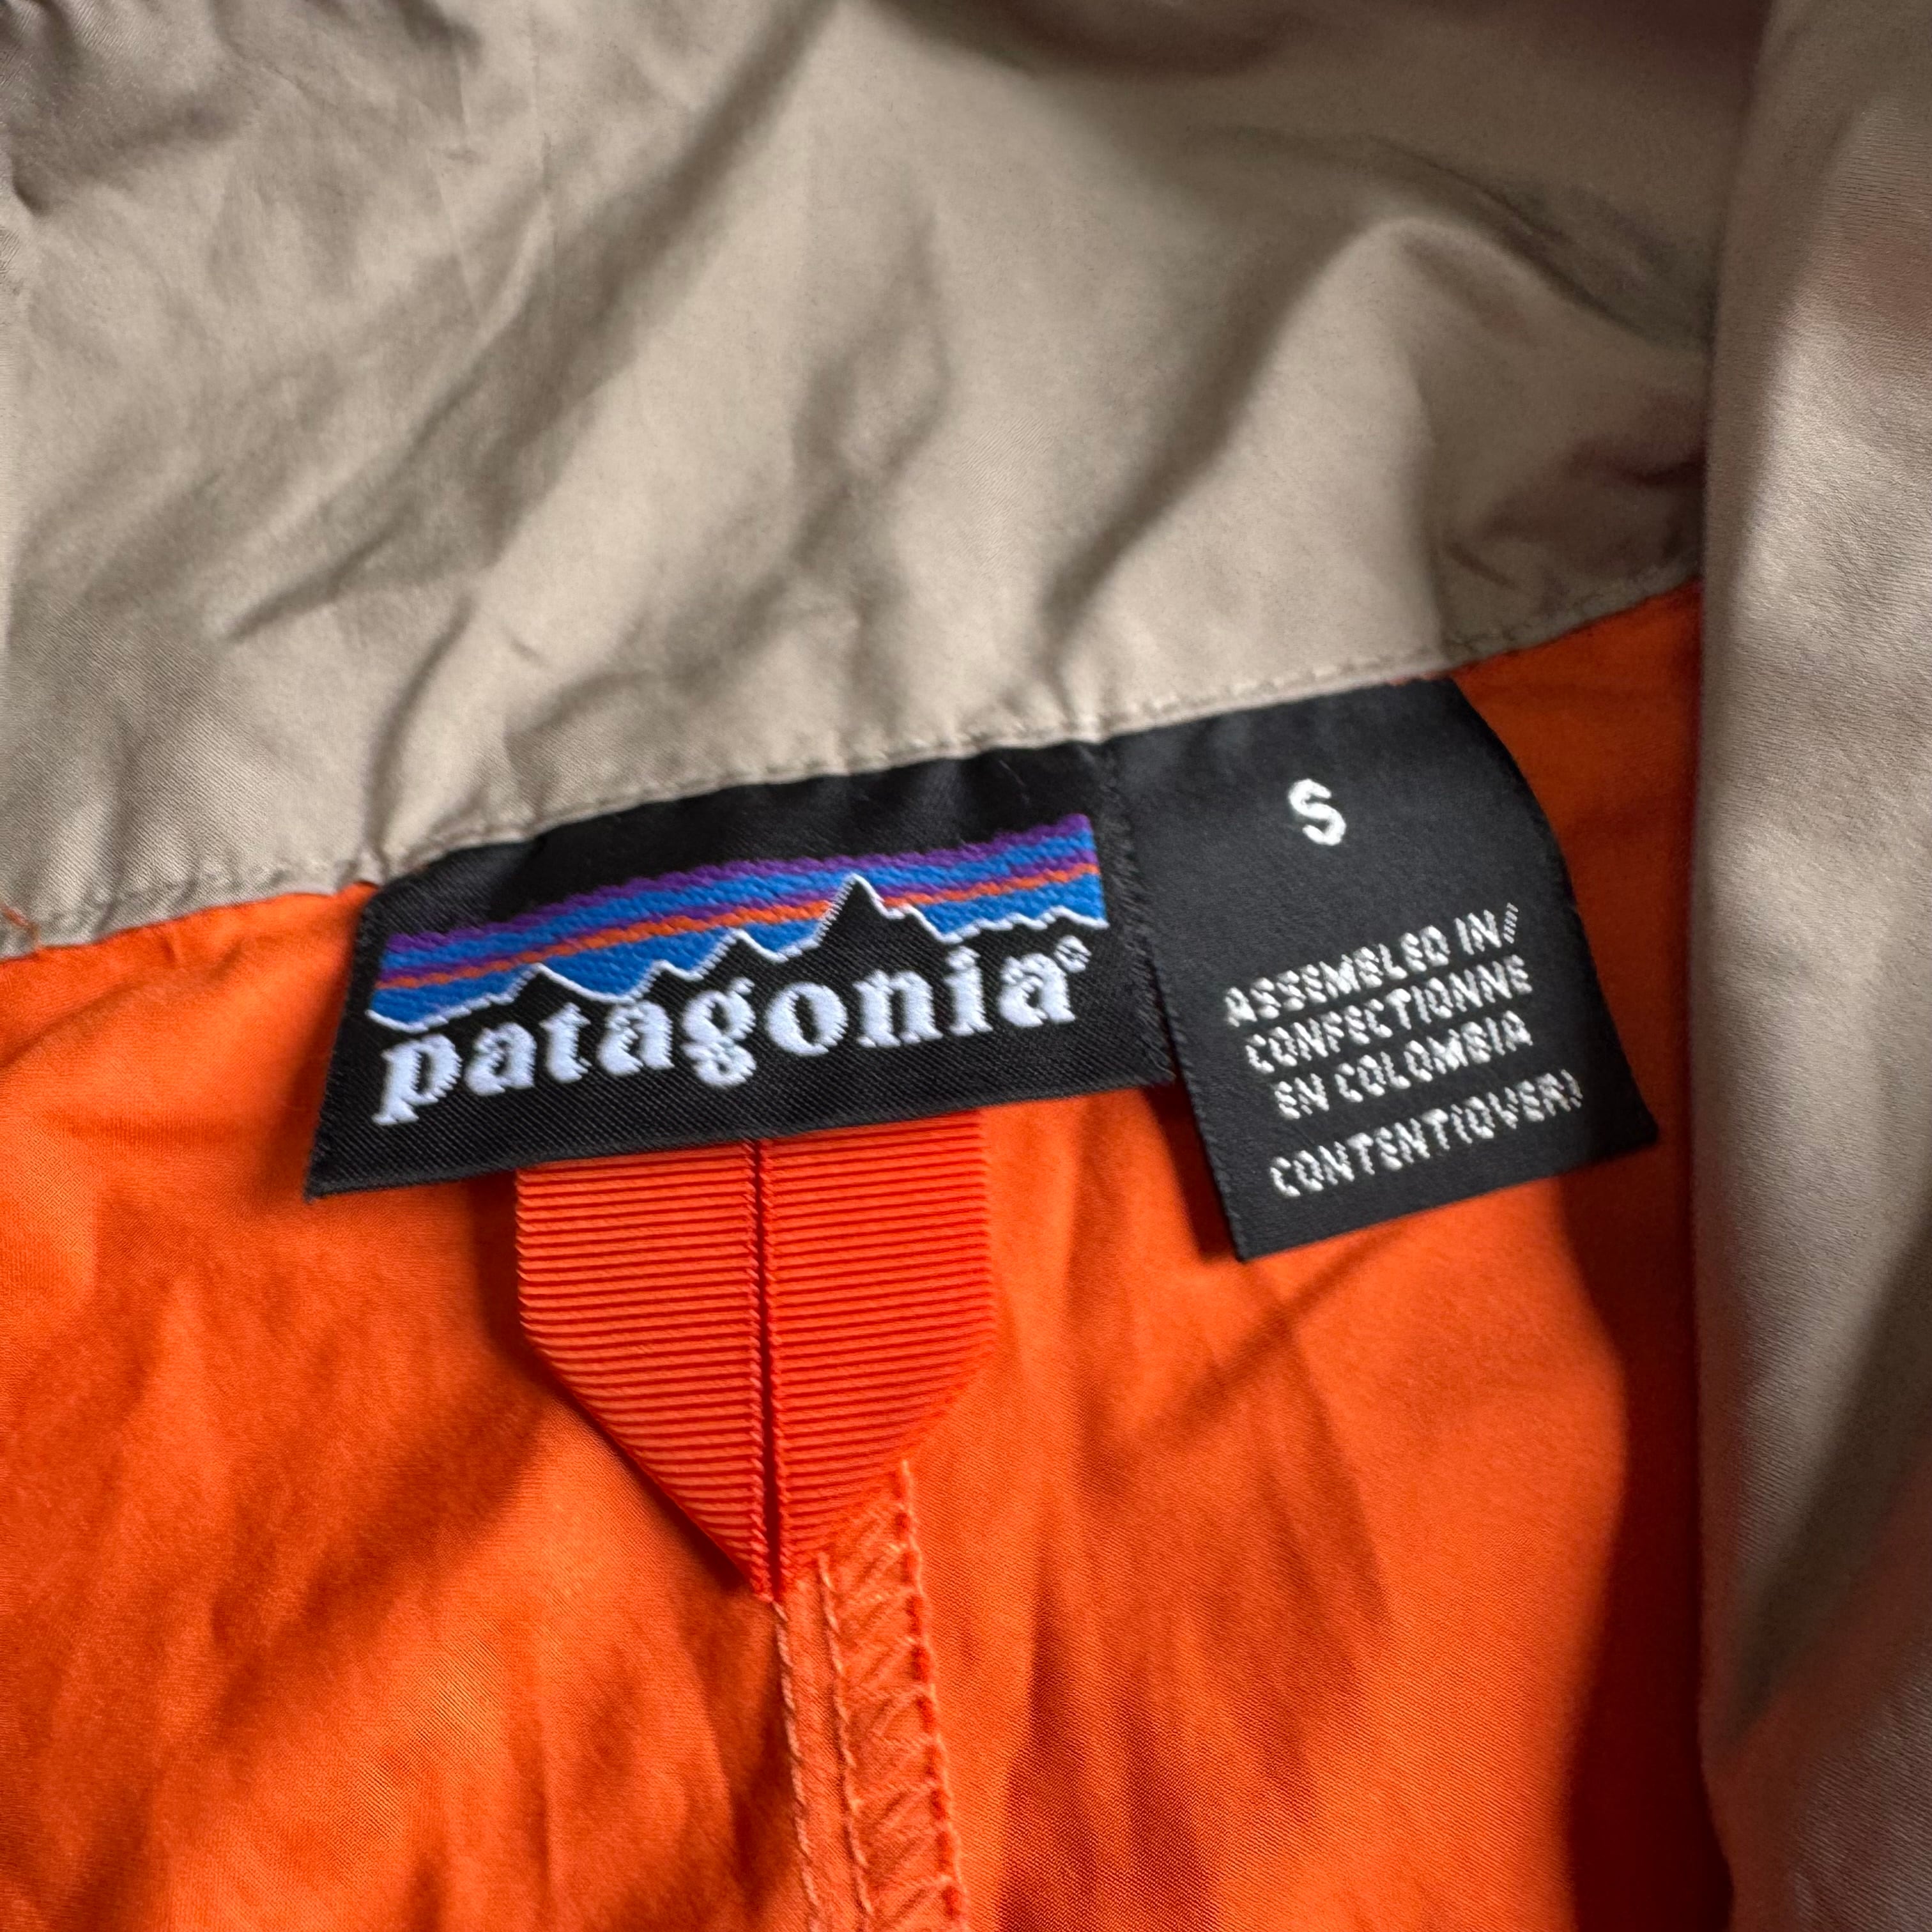 patagonia®
S
ASSEMBLED IN/
CONFECTIONNE
EN COLOMBIA
CONTENT(OVER)